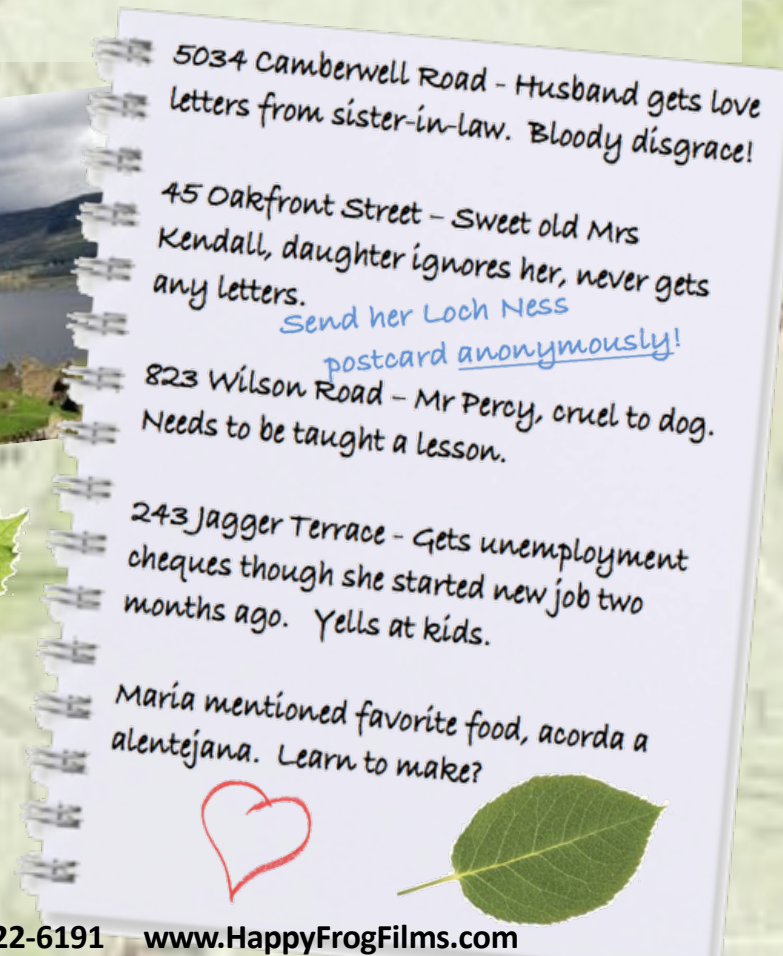 5034 Camberwell Road - Husband gets love
letters from sister-in-law. Bloody disgrace!
45 Oakfront Street – Sweet old Mrs
Kendall, daughter ignores her, never gets
any letters.
Send her Loch Ness
postcard anonymously!
823 Wilson Road – Mr Percy, cruel to dog.
Needs to be taught a lesson.
243 Jagger Terrace - Gets unemployment
cheques though she started new job two
months ago. Yells at kids.
Maria mentioned favorite food, acorda a
alentejana. Learn to make?
22-6191 www.HappyFrogFilms.com